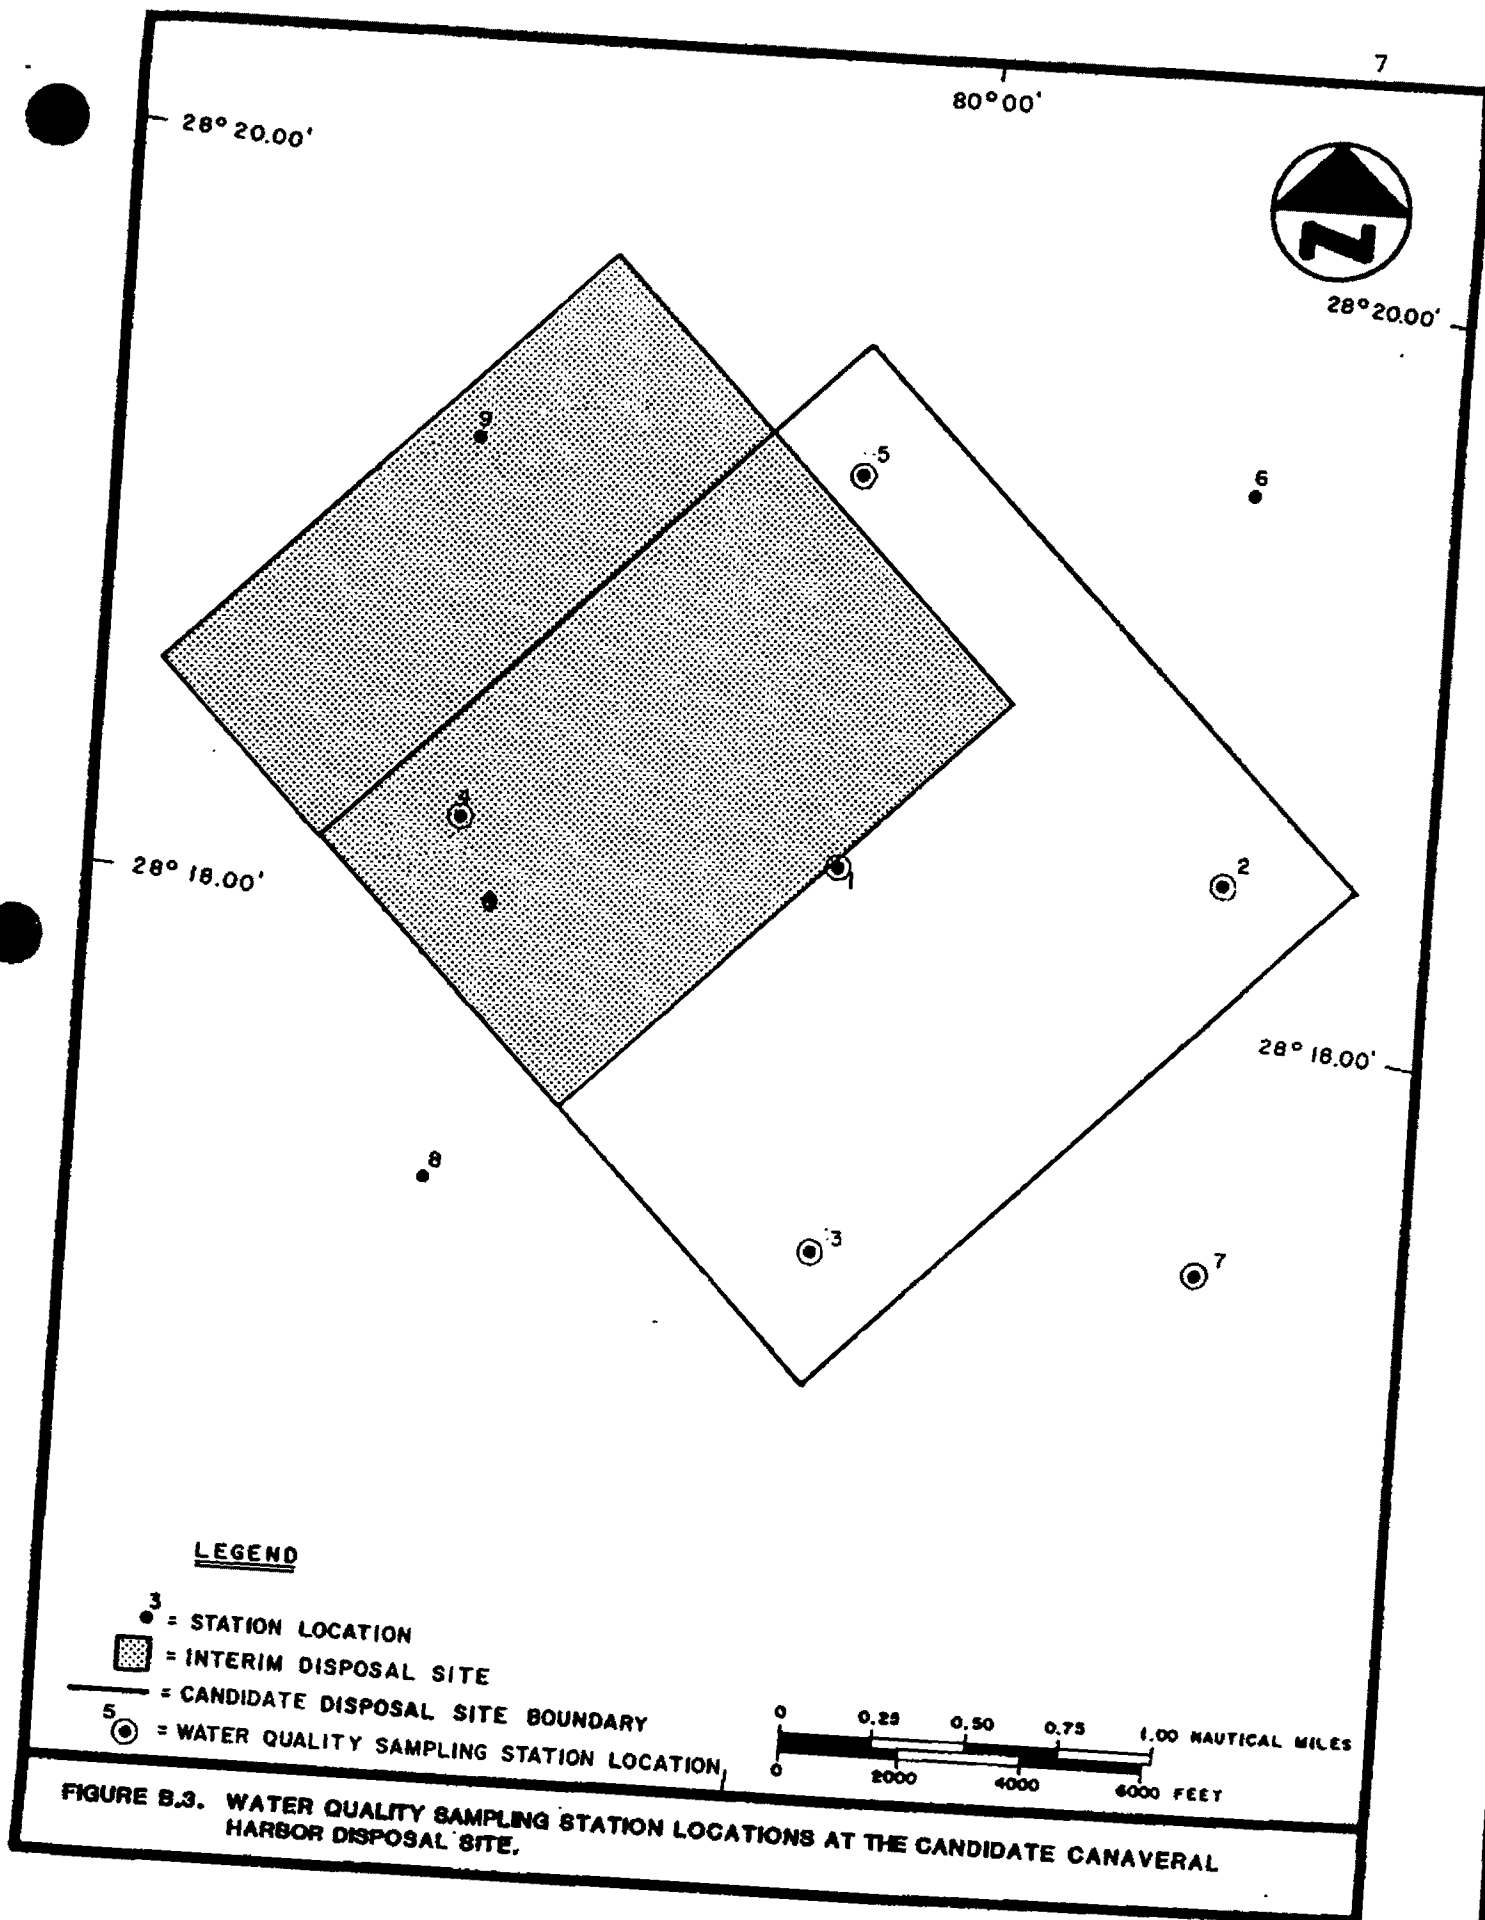 7
80°00'
28° 20.00'
N
28° 20.00'
9
5
6
4
28° 18.00'
1
2
28° 18.00'
8
3
7
LEGEND
3
= STATION LOCATION
= INTERIM DISPOSAL SITE
= CANDIDATE DISPOSAL SITE BOUNDARY
5
= WATER QUALITY SAMPLING STATION LOCATION
0 0.25 0.50 0.75 1.00 NAUTICAL MILES
0 2000 4000 6000 FEET
FIGURE B.3. WATER QUALITY SAMPLING STATION LOCATIONS AT THE CANDIDATE CANAVERAL
HARBOR DISPOSAL SITE.